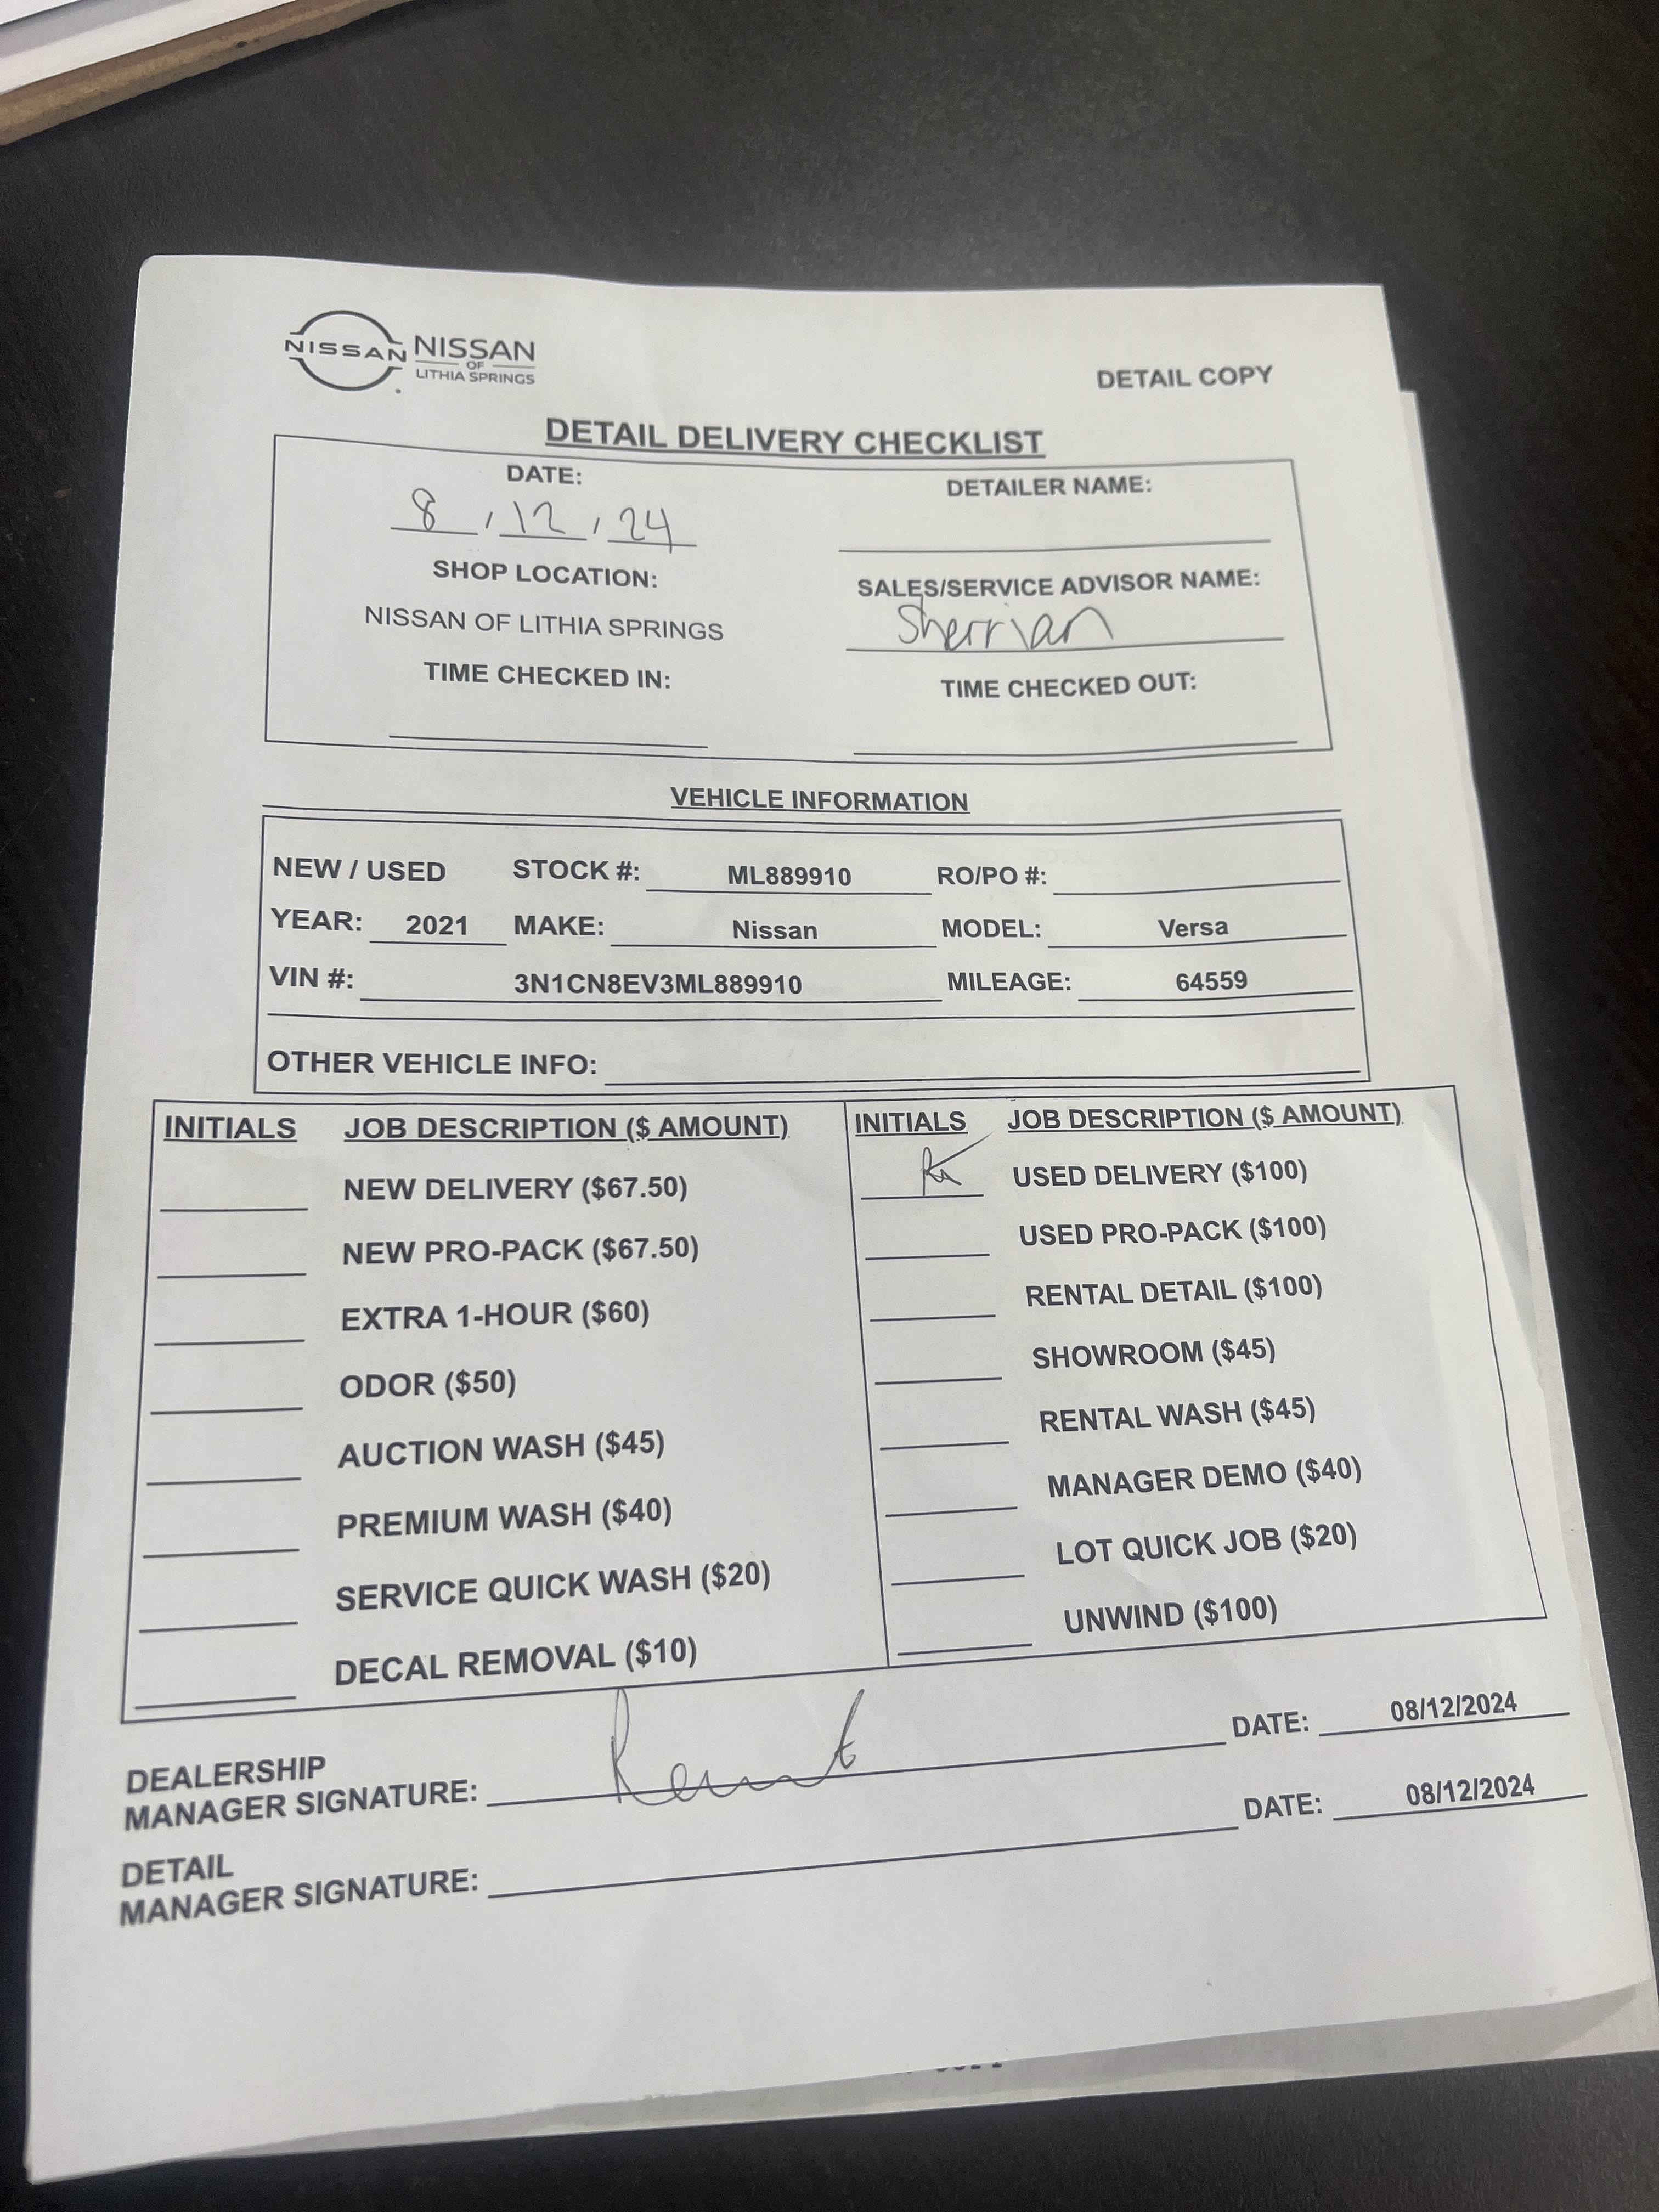 NISSAN NISSAN
OF
LITHIA SPRINGS
DETAIL COPY
DETAIL DELIVERY CHECKLIST
DATE:
8 / 12 / 24
DETAILER NAME:
SHOP LOCATION:
NISSAN OF LITHIA SPRINGS
SALES/SERVICE ADVISOR NAME:
Sherrian
TIME CHECKED IN:
TIME CHECKED OUT:
VEHICLE INFORMATION
NEW / USED STOCK #: ML889910 RO/PO #:
YEAR: 2021 MAKE: Nissan MODEL: Versa
VIN #: 3N1CN8EV3ML889910 MILEAGE: 64559
OTHER VEHICLE INFO:
INITIALS JOB DESCRIPTION ($ AMOUNT)
NEW DELIVERY ($67.50)
NEW PRO-PACK ($67.50)
EXTRA 1-HOUR ($60)
ODOR ($50)
AUCTION WASH ($45)
PREMIUM WASH ($40)
SERVICE QUICK WASH ($20)
DECAL REMOVAL ($10)
INITIALS JOB DESCRIPTION ($ AMOUNT)
USED DELIVERY ($100)
USED PRO-PACK ($100)
RENTAL DETAIL ($100)
SHOWROOM ($45)
RENTAL WASH ($45)
MANAGER DEMO ($40)
LOT QUICK JOB ($20)
UNWIND ($100)
DEALERSHIP
MANAGER SIGNATURE: DATE: 08/12/2024
DETAIL
MANAGER SIGNATURE: DATE: 08/12/2024